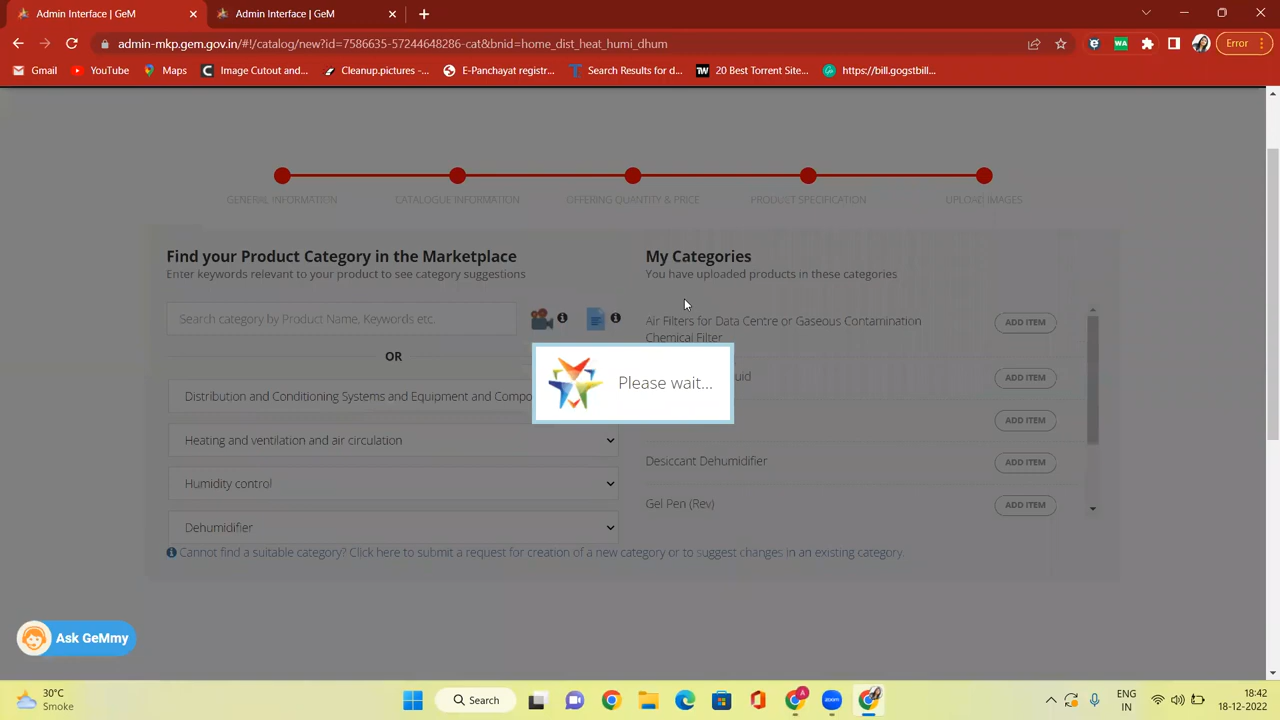 Admin Interface | GeM
Admin Interface | GeM
admin-mkp.gem.gov.in/#!/catalog/new?id=7586635-57244648286-cat&bnid=home_dist_heat_humi_dhum
Error
Gmail
YouTube
Maps
Image Cutout and...
Cleanup.pictures -...
E-Panchayat registr...
Search Results for d...
20 Best Torrent Site...
https://bill.gogstbill...
GENERAL INFORMATION
CATALOGUE INFORMATION
OFFERING QUANTITY & PRICE
PRODUCT SPECIFICATION
UPLOAD IMAGES
Find your Product Category in the Marketplace
Enter keywords relevant to your product to see category suggestions
Search category by Product Name, Keywords etc.
OR
Distribution and Conditioning Systems and Equipment and Compo
Heating and ventilation and air circulation
Humidity control
Dehumidifier
My Categories
You have uploaded products in these categories
Air Filters for Data Centre or Gaseous Contamination
Chemical Filter
ADD ITEM
uid
ADD ITEM
ADD ITEM
Desiccant Dehumidifier
ADD ITEM
Gel Pen (Rev)
ADD ITEM
Please wait...
Cannot find a suitable category? Click here to submit a request for creation of a new category or to suggest changes in an existing category.
Ask GeMmy
30°C
Smoke
Search
ENG
IN
18:42
18-12-2022